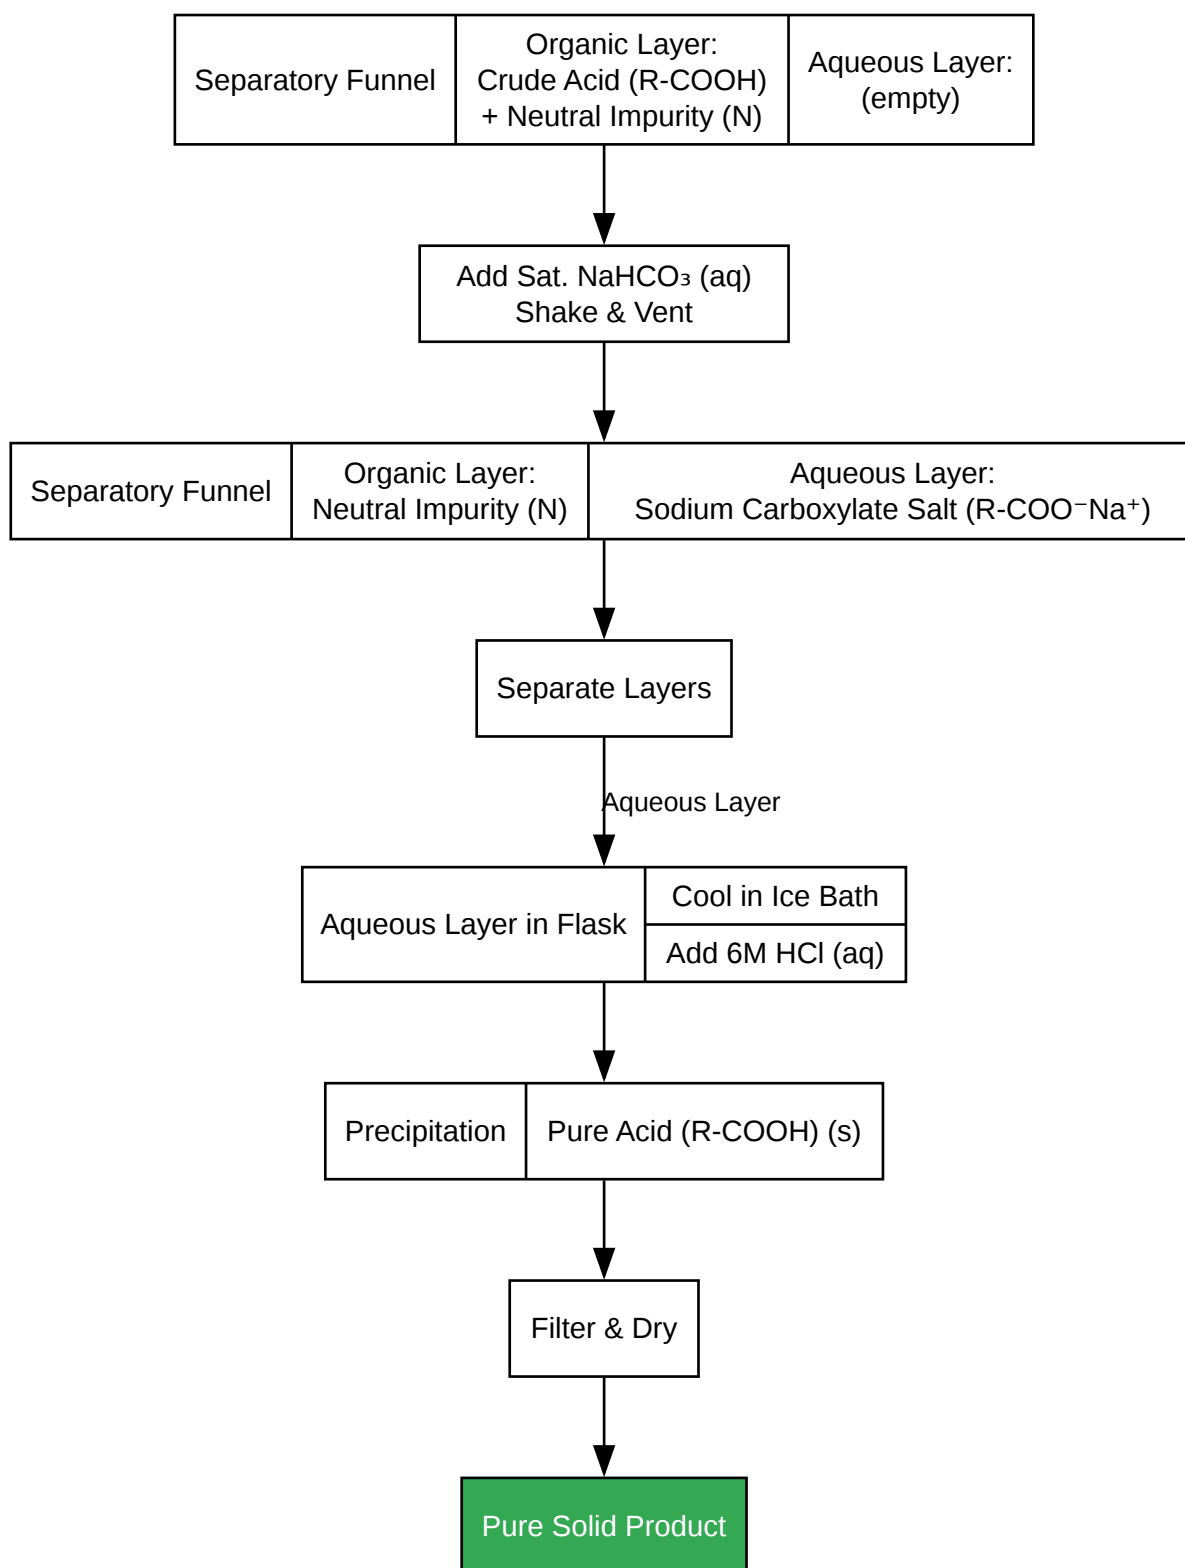 Separatory Funnel
Organic Layer:
Crude Acid (R-COOH)
+ Neutral Impurity (N)
Aqueous Layer:
(empty)
Add Sat. NaHCO₃ (aq)
Shake & Vent
Separatory Funnel
Organic Layer:
Neutral Impurity (N)
Aqueous Layer:
Sodium Carboxylate Salt (R-COO⁻Na⁺)
Separate Layers
Aqueous Layer
Aqueous Layer in Flask
Cool in Ice Bath
Add 6M HCl (aq)
Precipitation
Pure Acid (R-COOH) (s)
Filter & Dry
Pure Solid Product